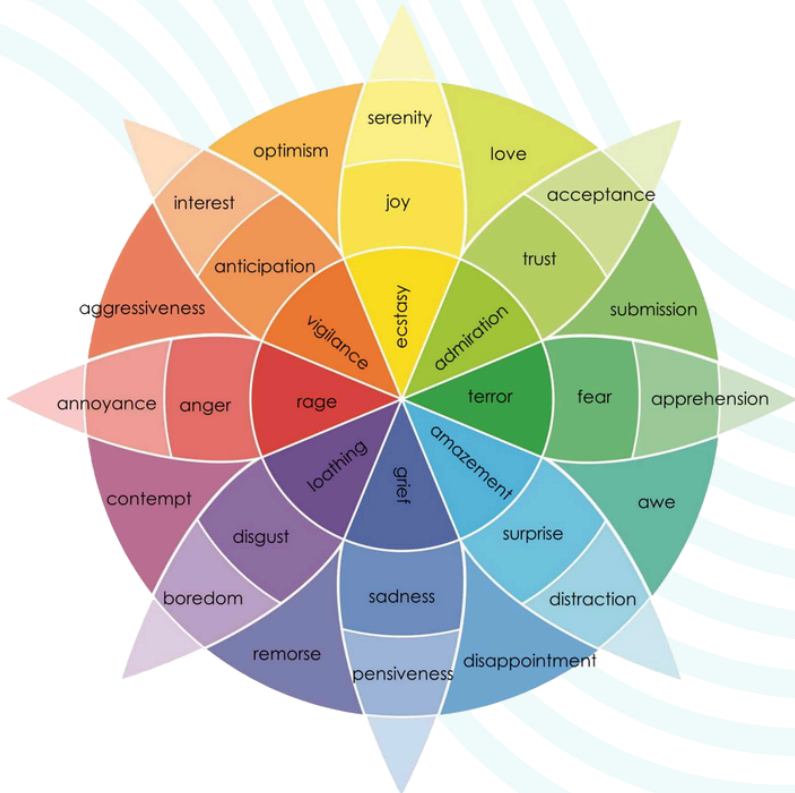 serenity
optimism
love
interest
joy
acceptance
anticipation
trust
aggressiveness
vigilance
ecstasy
admiration
submission
annoyance
anger
rage
terror
fear
apprehension
contempt
loathing
grief
amazement
awe
disgust
surprise
boredom
sadness
distraction
remorse
pensiveness
disappointment